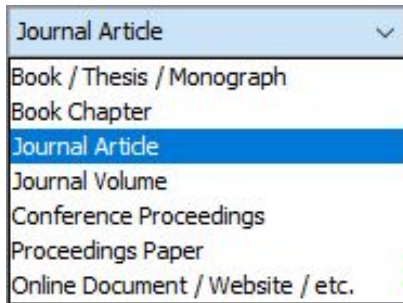 Journal Article
Book / Thesis / Monograph
Book Chapter
Journal Article
Journal Volume
Conference Proceedings
Proceedings Paper
Online Document / Website / etc.